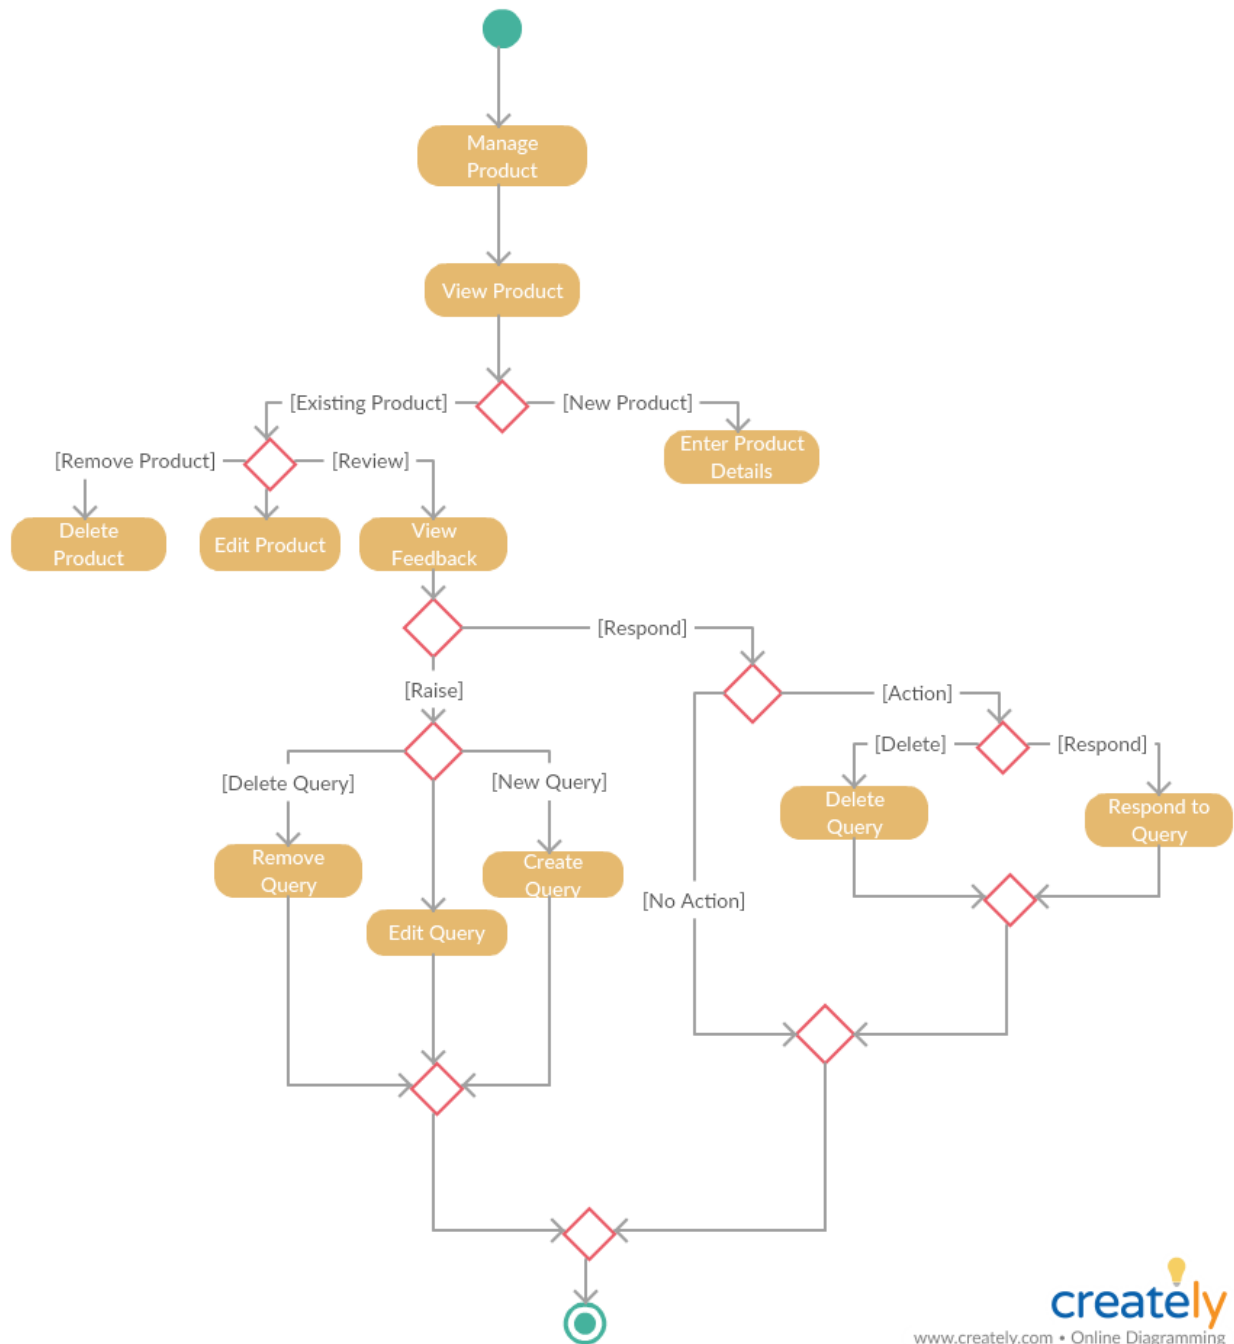 Manage
Product
View Product
[Existing Product]
[New Product]
Enter Product
Details
[Remove Product]
[Review]
Delete
Product
Edit Product
View
Feedback
[Respond]
[Raise]
[Action]
[Delete]
[Respond]
[Delete Query]
[New Query]
Delete
Query
Respond to
Query
Remove
Query
Create
Query
[No Action]
Edit Query
creately
www.creately.com • Online Diagramming